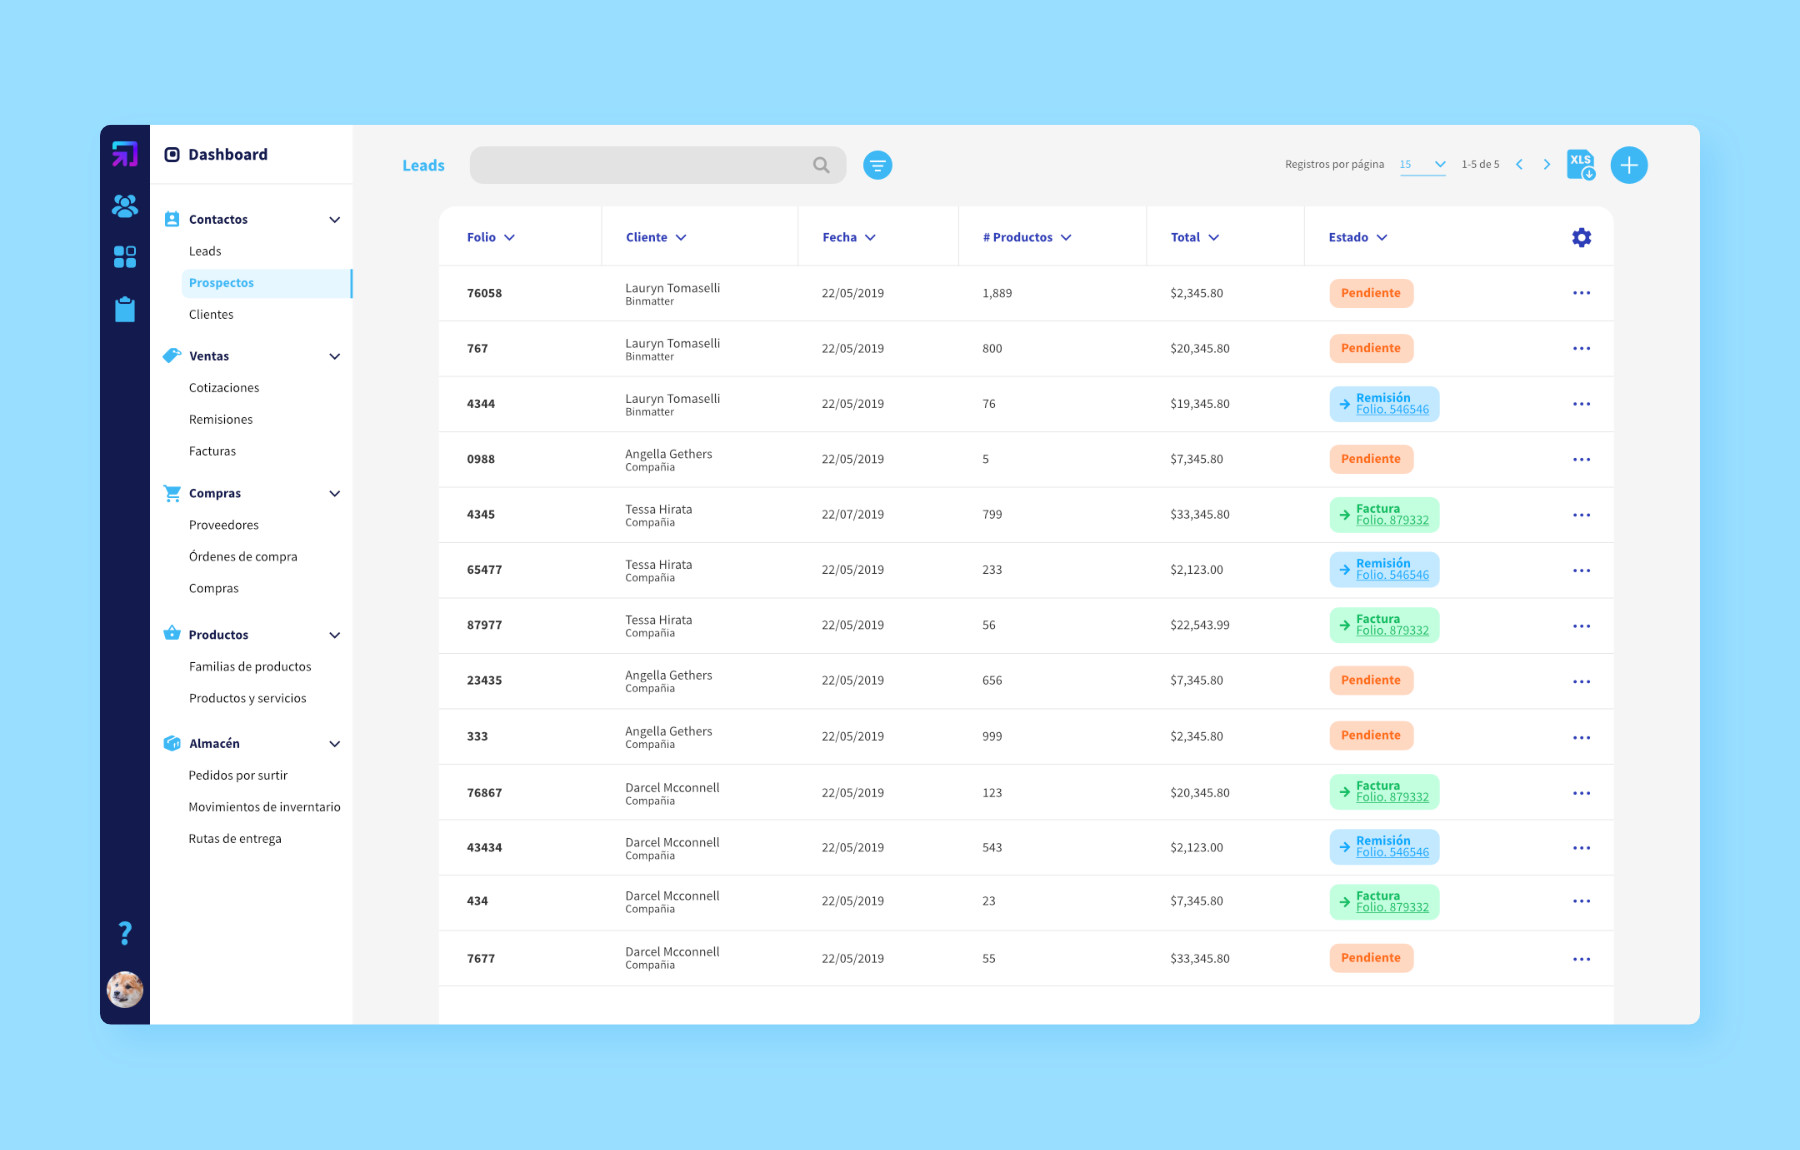 Dashboard
Contactos
Leads
Prospectos
Clientes
Ventas
Cotizaciones
Remisiones
Facturas
Compras
Proveedores
Órdenes de compra
Compras
Productos
Familias de productos
Productos y servicios
Almacén
Pedidos por surtir
Movimientos de inverntario
Rutas de entrega
?
Leads
Registros por página 15 1-5 de 5 XLS
Folio Cliente Fecha # Productos Total Estado
76058 Lauryn Tomaselli 22/05/2019 1,889 $2,345.80 Pendiente
Binmatter
767 Lauryn Tomaselli 22/05/2019 800 $20,345.80 Pendiente
Binmatter
4344 Lauryn Tomaselli 22/05/2019 76 $19,345.80 Remisión
Binmatter Folio. 546546
0988 Angella Gethers 22/05/2019 5 $7,345.80 Pendiente
Compañia
4345 Tessa Hirata 22/07/2019 799 $33,345.80 Factura
Compañia Folio. 879332
65477 Tessa Hirata 22/05/2019 233 $2,123.00 Remisión
Compañia Folio. 546546
87977 Tessa Hirata 22/05/2019 56 $22,543.99 Factura
Compañia Folio. 879332
23435 Angella Gethers 22/05/2019 656 $7,345.80 Pendiente
Compañia
333 Angella Gethers 22/05/2019 999 $2,345.80 Pendiente
Compañia
76867 Darcel Mcconnell 22/05/2019 123 $20,345.80 Factura
Compañia Folio. 879332
43434 Darcel Mcconnell 22/05/2019 543 $2,123.00 Remisión
Compañia Folio. 546546
434 Darcel Mcconnell 22/05/2019 23 $7,345.80 Factura
Compañia Folio. 879332
7677 Darcel Mcconnell 22/05/2019 55 $33,345.80 Pendiente
Compañia